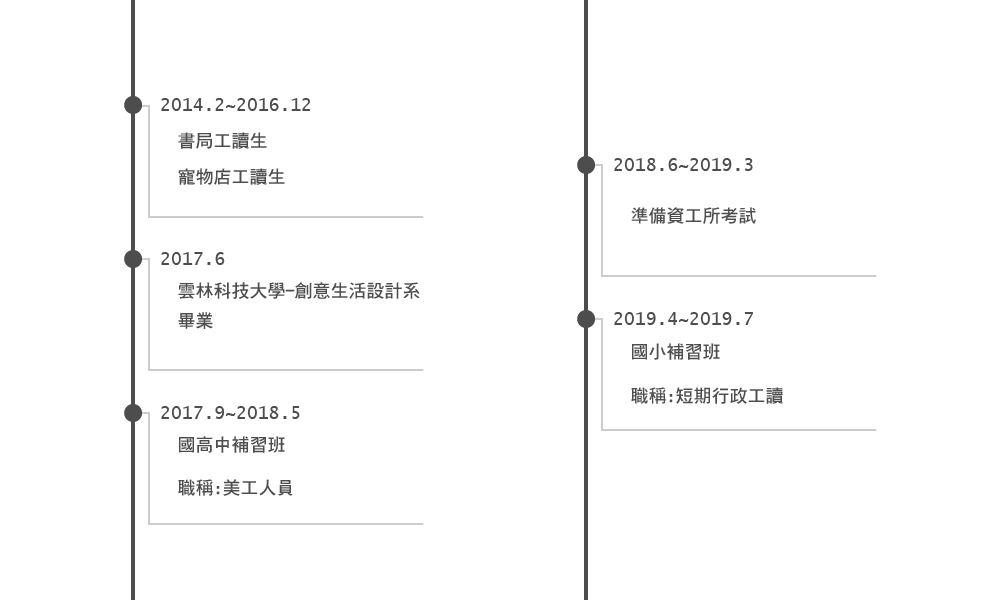 2014.2~2016.12
書局工讀生
寵物店工讀生
2017.6
雲林科技大學-創意生活設計系
畢業
2017.9~2018.5
國高中補習班
職稱:美工人員
2018.6~2019.3
準備資工所考試
2019.4~2019.7
國小補習班
職稱:短期行政工讀